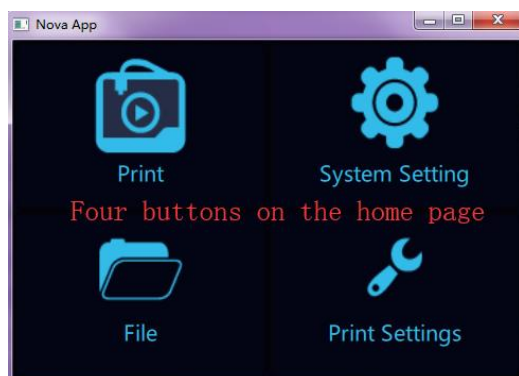 Nova App
Print
System Setting
Four buttons on the home page
File
Print Settings